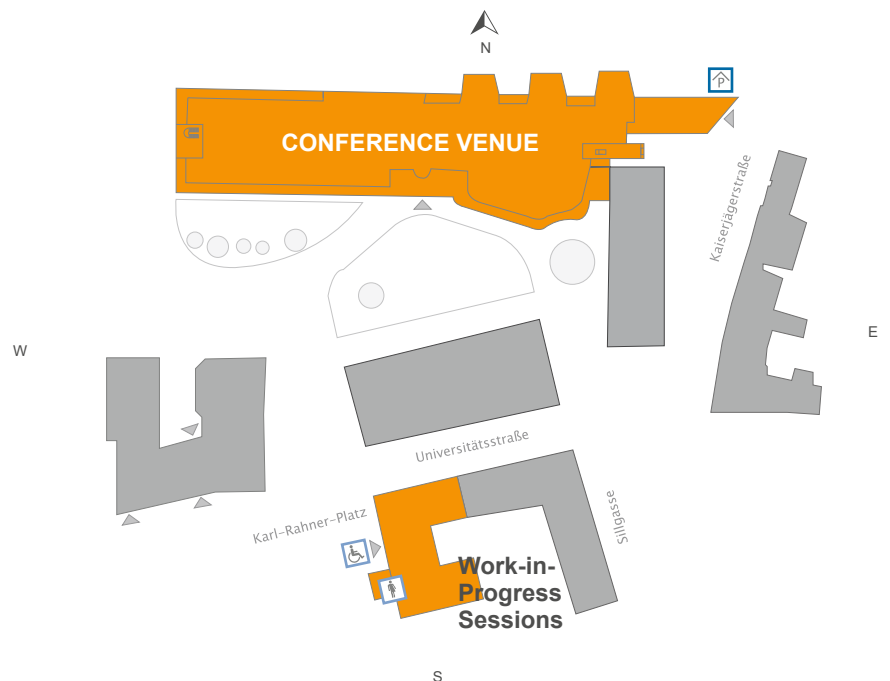 N
P
CONFERENCE VENUE
Kaiserjägerstraße
W
E
Universitätsstraße
Karl-Rahner-Platz
Sillgasse
Work-in-
Progress
Sessions
S